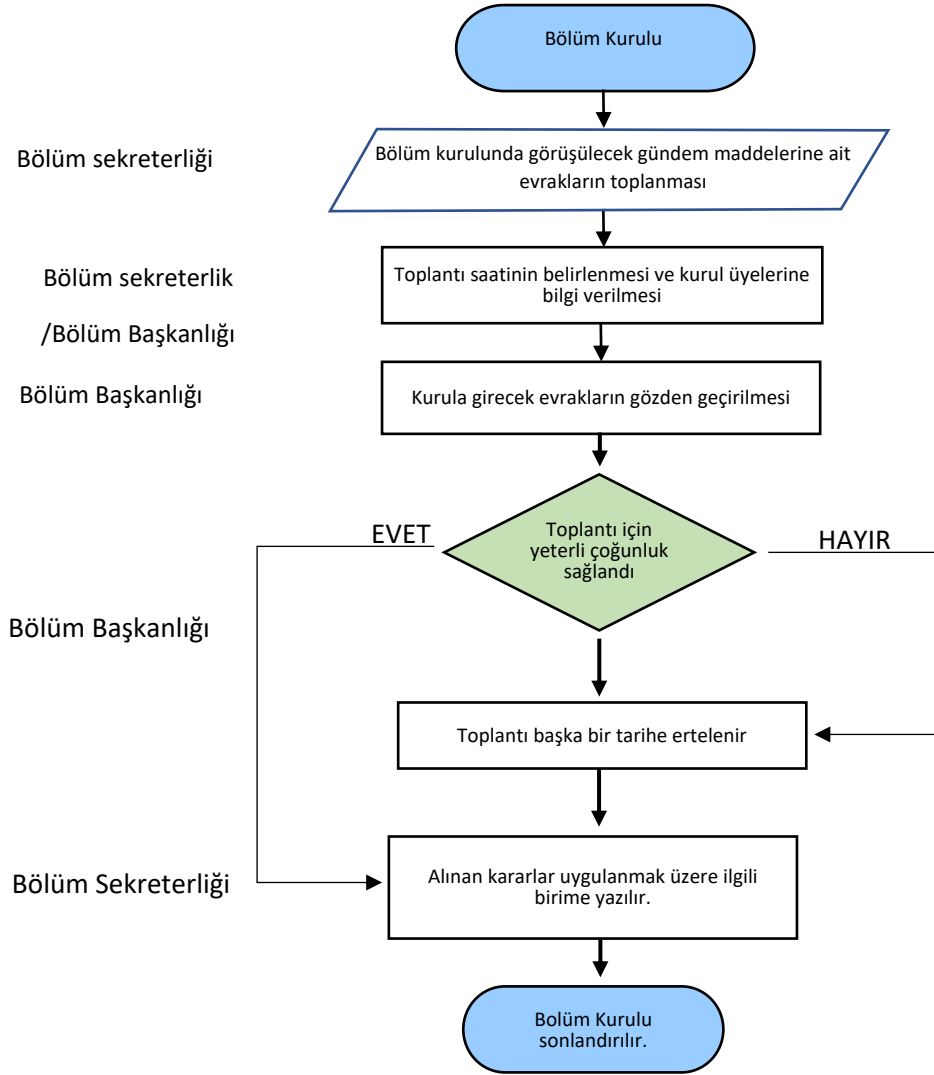 Bölüm Kurulu
Bölüm sekreterliği
Bölüm kurulunda görüşülecek gündem maddelerine ait
evrakların toplanması
Bölüm sekreterlik
/Bölüm Başkanlığı
Toplantı saatinin belirlenmesi ve kurul üyelerine
bilgi verilmesi
Bölüm Başkanlığı
Kurula girecek evrakların gözden geçirilmesi
EVET
Toplantı için
yeterli çoğunluk
sağlandı
HAYIR
Bölüm Başkanlığı
Toplantı başka bir tarihe ertelenir
Bölüm Sekreterliği
Alınan kararlar uygulanmak üzere ilgili
birime yazılır.
Bolüm Kurulu
sonlandırılır.